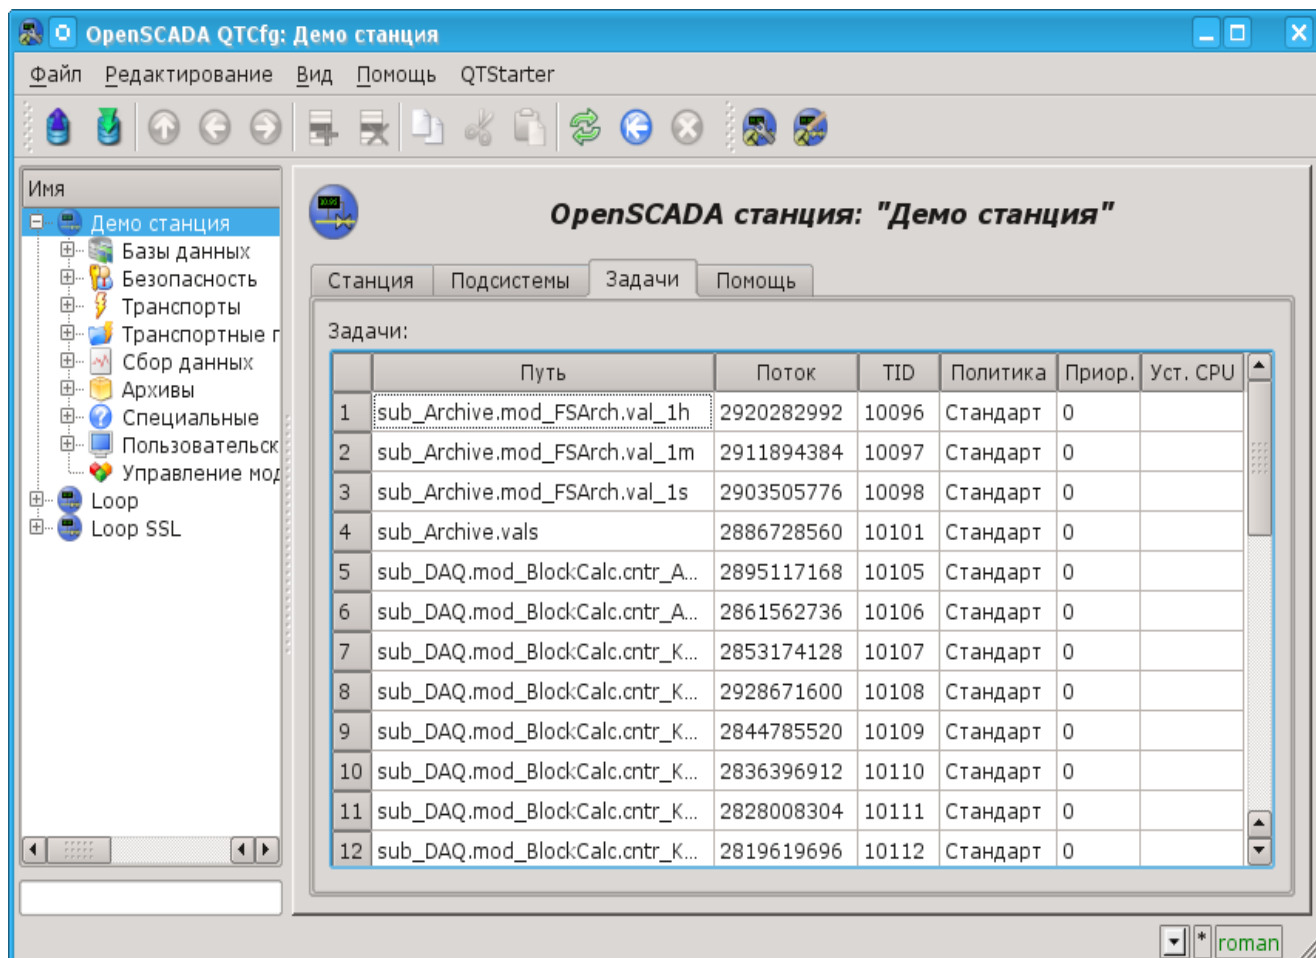 OpenSCADA QTCfg: Демо станция
Файл Редактирование Вид Помощь QTStarter
Имя
Демо станция
Базы данных
Безопасность
Транспорты
Транспортные г
Сбор данных
Архивы
Специальные
Пользовательск
Управление мод
Loop
Loop SSL
OpenSCADA станция: "Демо станция"
Станция Подсистемы Задачи Помощь
Задачи:
Путь Поток TID Политика Приор. Уст. CPU
1 sub_Archive.mod_FSArch.val_1h 2920282992 10096 Стандарт 0
2 sub_Archive.mod_FSArch.val_1m 2911894384 10097 Стандарт 0
3 sub_Archive.mod_FSArch.val_1s 2903505776 10098 Стандарт 0
4 sub_Archive.vals 2886728560 10101 Стандарт 0
5 sub_DAQ.mod_BlockCalc.cntr_A... 2895117168 10105 Стандарт 0
6 sub_DAQ.mod_BlockCalc.cntr_A... 2861562736 10106 Стандарт 0
7 sub_DAQ.mod_BlockCalc.cntr_K... 2853174128 10107 Стандарт 0
8 sub_DAQ.mod_BlockCalc.cntr_K... 2928671600 10108 Стандарт 0
9 sub_DAQ.mod_BlockCalc.cntr_K... 2844785520 10109 Стандарт 0
10 sub_DAQ.mod_BlockCalc.cntr_K... 2836396912 10110 Стандарт 0
11 sub_DAQ.mod_BlockCalc.cntr_K... 2828008304 10111 Стандарт 0
12 sub_DAQ.mod_BlockCalc.cntr_K... 2819619696 10112 Стандарт 0
* roman